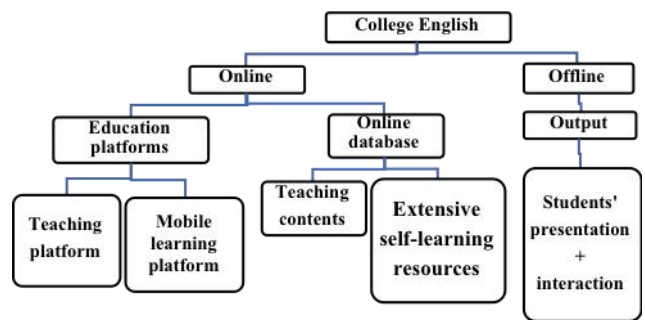 College English
Online
Offline
Education
platforms
Online
database
Output
Teaching
platform
Mobile
learning
platform
Teaching
contents
Extensive
self-learning
resources
Students'
presentation
+
interaction